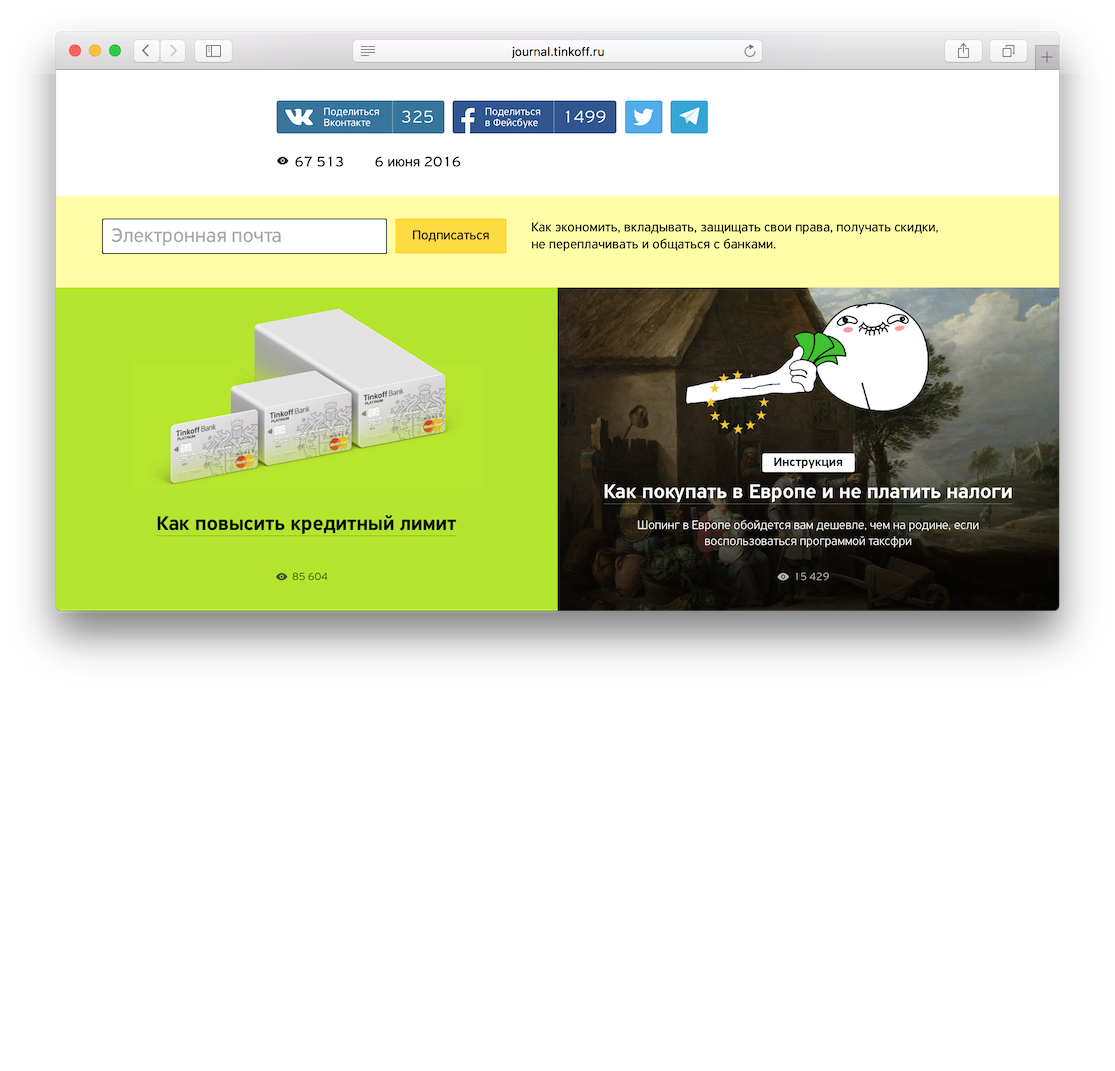 journal.tinkoff.ru
Поделиться
Вконтакте
325
Поделиться
в Фейсбуке
1499
67 513
6 июня 2016
Электронная почта
Подписаться
Как экономить, вкладывать, защищать свои права, получать скидки,
не переплачивать и общаться с банками.
Tinkoff Bank
PLATINUM
Tinkoff Bank
PLATINUM
Tinkoff Bank
PLATINUM
Как повысить кредитный лимит
85 604
Инструкция
Как покупать в Европе и не платить налоги
Шопинг в Европе обойдется вам дешевле, чем на родине, если
воспользоваться программой таксфри
15 429